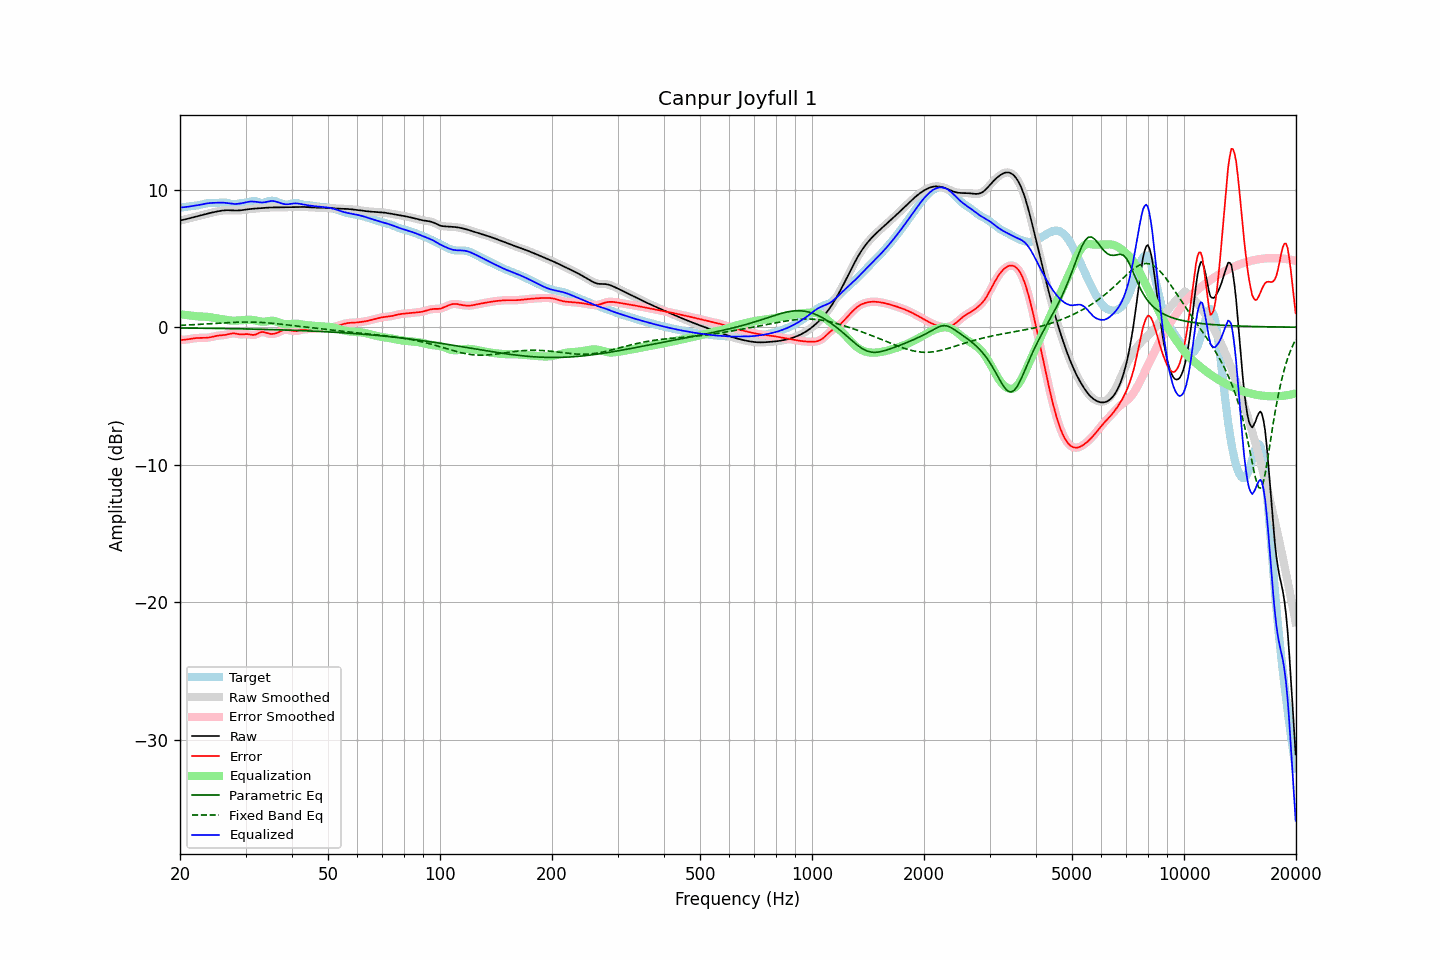 Canpur Joyfull 1
Amplitude (dBr)
10
0
−10
−20
−30
Target
Raw Smoothed
Error Smoothed
Raw
Error
Equalization
Parametric Eq
Fixed Band Eq
Equalized
20 50 100 200 500 1000 2000 5000 10000 20000
Frequency (Hz)